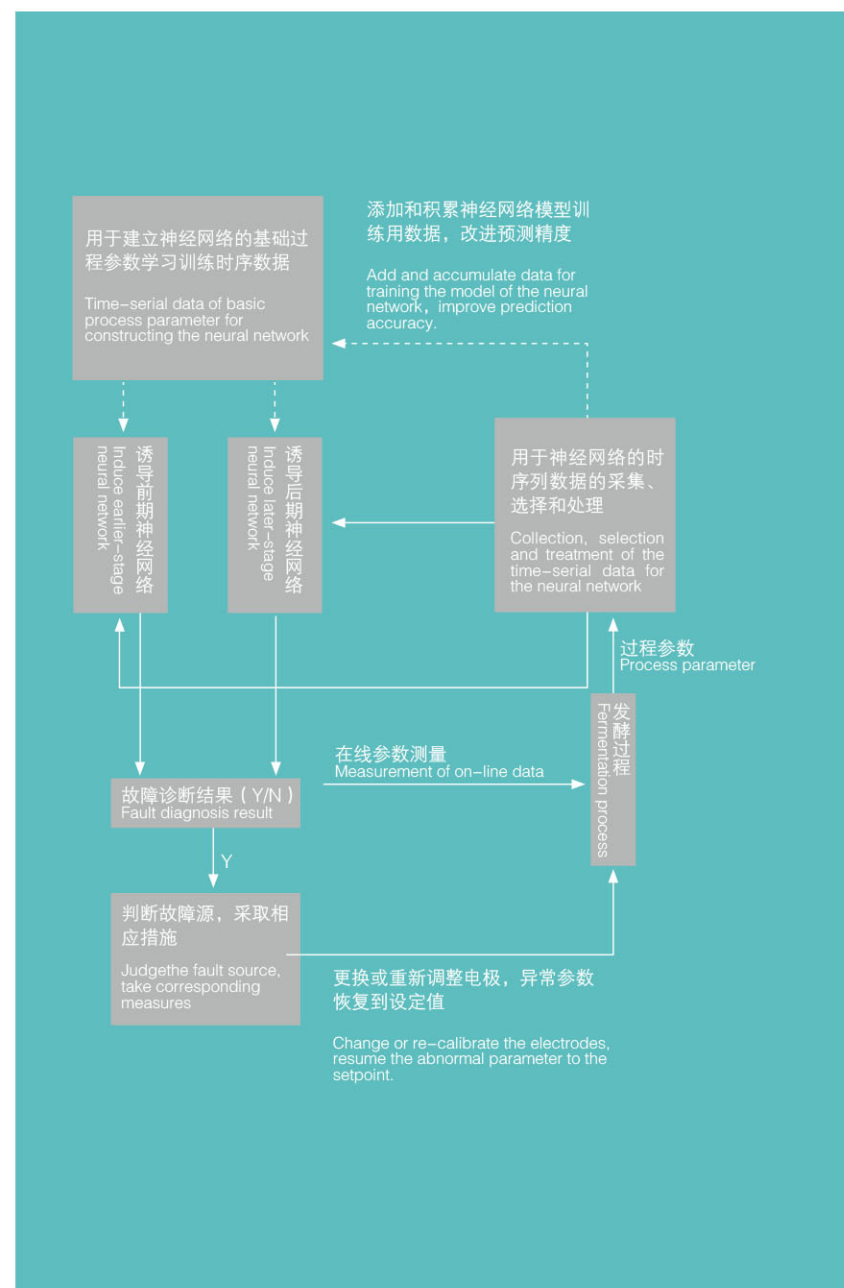 用于建立神经网络的基础过
程参数学习训练时序数据
Time-serial data of basic
process parameter for
constructing the neural network
添加和积累神经网络模型训
练用数据，改进预测精度
Add and accumulate data for
training the model of the neural
network, improve prediction
accuracy.
诱导前期神经网络
Induce earlier-stage
neural network
诱导后期神经网络
Induce later-stage
neural network
用于神经网络的时
序列数据的采集、
选择和处理
Collection, selection
and treatment of the
time-serial data for
the neural network
过程参数
Process parameter
发酵过程
Fermentation process
在线参数测量
Measurement of on-line data
故障诊断结果（Y/N）
Fault diagnosis result
Y
判断故障源，采取相
应措施
Judgethe fault source,
take corresponding
measures
更换或重新调整电极，异常参数
恢复到设定值
Change or re-calibrate the electrodes,
resume the abnormal parameter to the
setpoint.